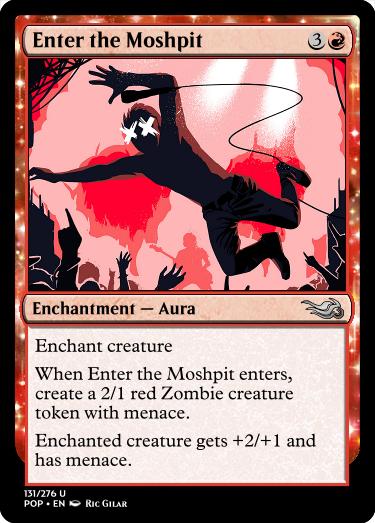 Enter the Moshpit 3
Enchantment — Aura
Enchant creature
When Enter the Moshpit enters,
create a 2/1 red Zombie creature
token with menace.
Enchanted creature gets +2/+1 and
has menace.
131/276 U
POP • EN Ric Gilar